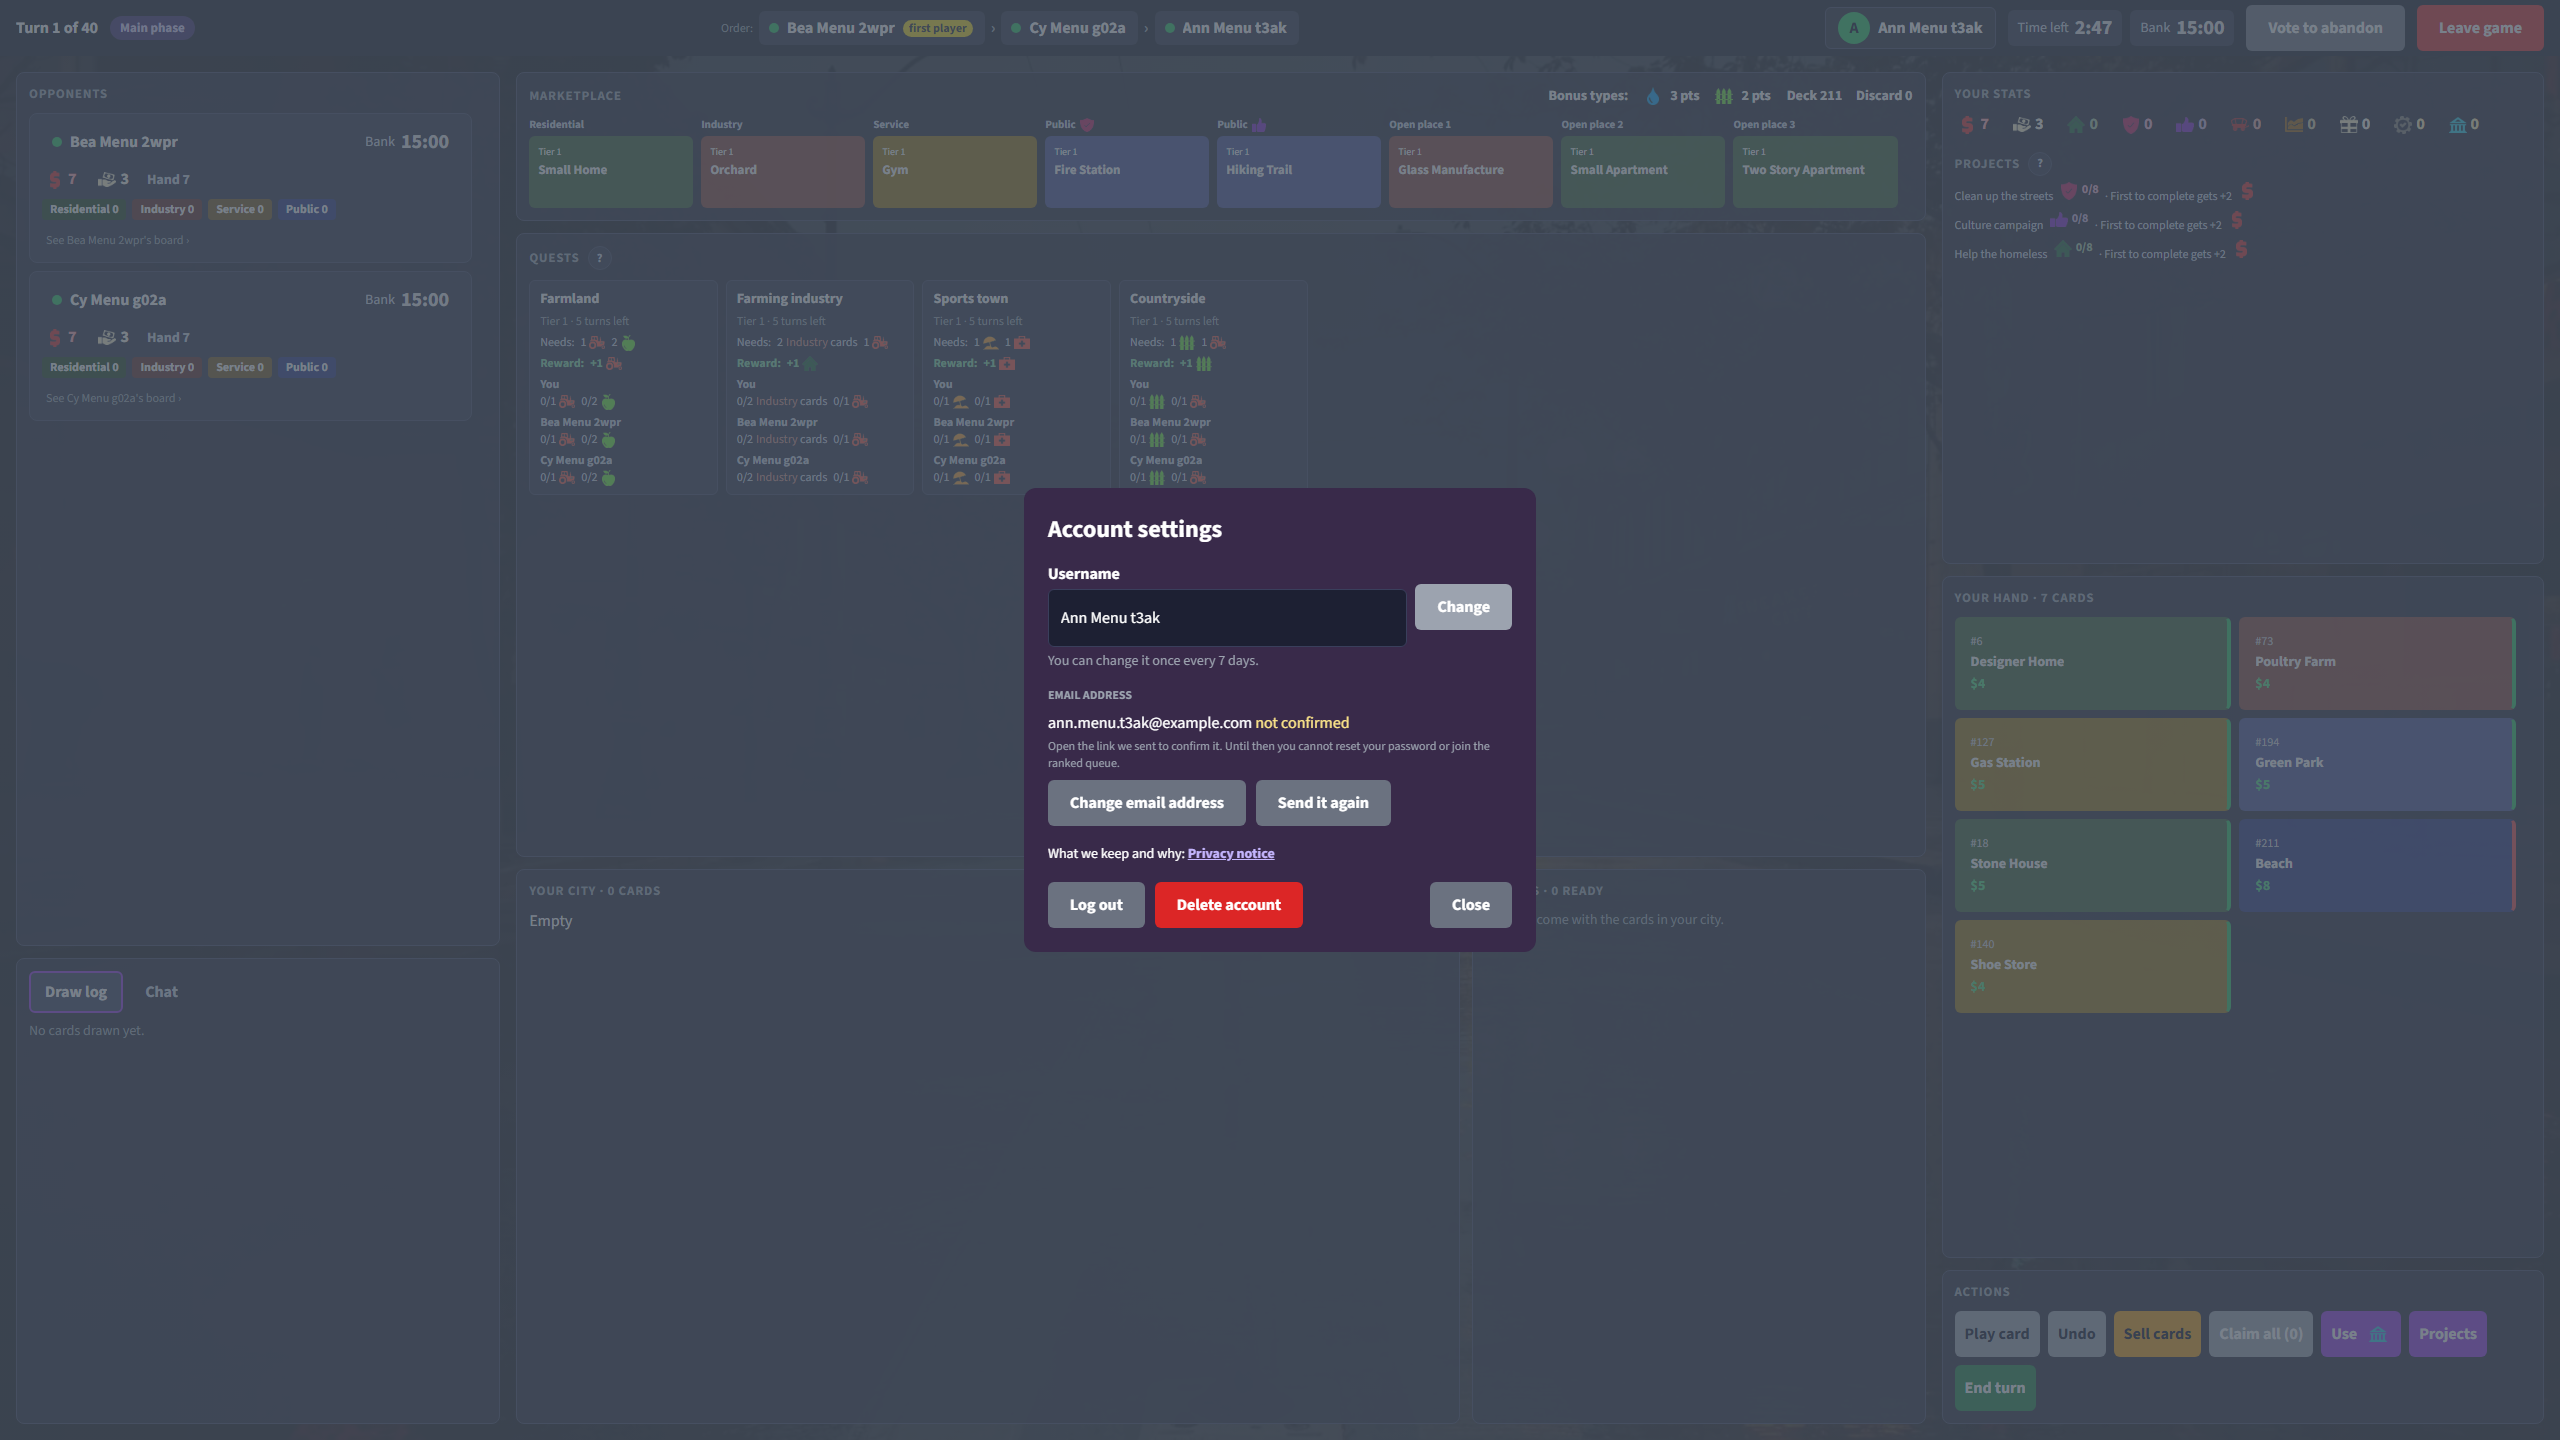 Turn 1 of 40 Main phase
Order: Bea Menu 2wpr first player › Cy Menu g02a › Ann Menu t3ak
A Ann Menu t3ak Time left 2:47 Bank 15:00 Vote to abandon Leave game
OPPONENTS
Bea Menu 2wpr Bank 15:00
7 3 Hand 7
Residential 0 Industry 0 Service 0 Public 0
See Bea Menu 2wpr's board ›
Cy Menu g02a Bank 15:00
7 3 Hand 7
Residential 0 Industry 0 Service 0 Public 0
See Cy Menu g02a's board ›
Draw log Chat
No cards drawn yet.
MARKETPLACE Bonus types: 3 pts 2 pts Deck 211 Discard 0
Residential Industry Service Public Public Open place 1 Open place 2 Open place 3
Tier 1 Tier 1 Tier 1 Tier 1 Tier 1 Tier 1 Tier 1 Tier 1
Small Home Orchard Gym Fire Station Hiking Trail Glass Manufacture Small Apartment Two Story Apartment
QUESTS ?
Farmland
Tier 1 · 5 turns left
Needs: 1 2
Reward: +1
You
0/1 0/2
Bea Menu 2wpr
0/1 0/2
Cy Menu g02a
0/1 0/2
Farming industry
Tier 1 · 5 turns left
Needs: 2 Industry cards 1
Reward: +1
You
0/2 Industry cards 0/1
Bea Menu 2wpr
0/2 Industry cards 0/1
Cy Menu g02a
0/2 Industry cards 0/1
Sports town
Tier 1 · 5 turns left
Needs: 1 1
Reward: +1
You
0/1 0/1
Bea Menu 2wpr
0/1 0/1
Cy Menu g02a
0/1 0/1
Countryside
Tier 1 · 5 turns left
Needs: 1 1
Reward: +1
You
0/1 0/1
Bea Menu 2wpr
0/1 0/1
Cy Menu g02a
0/1 0/1
Account settings
Username
Ann Menu t3ak Change
You can change it once every 7 days.
EMAIL ADDRESS
ann.menu.t3ak@example.com not confirmed
Open the link we sent to confirm it. Until then you cannot reset your password or join the
ranked queue.
Change email address Send it again
What we keep and why: Privacy notice
Log out Delete account Close
YOUR CITY · 0 CARDS
Empty
· 0 READY
come with the cards in your city.
YOUR STATS
$ 7 3 0 0 0 0 0 0 0 0
PROJECTS ?
Clean up the streets 0/8 · First to complete gets +2 $
Culture campaign 0/8 · First to complete gets +2 $
Help the homeless 0/8 · First to complete gets +2 $
YOUR HAND · 7 CARDS
#6
Designer Home
$4
#73
Poultry Farm
$4
#127
Gas Station
$5
#194
Green Park
$5
#18
Stone House
$5
#211
Beach
$8
#140
Shoe Store
$4
ACTIONS
Play card Undo Sell cards Claim all (0) Use Projects
End turn